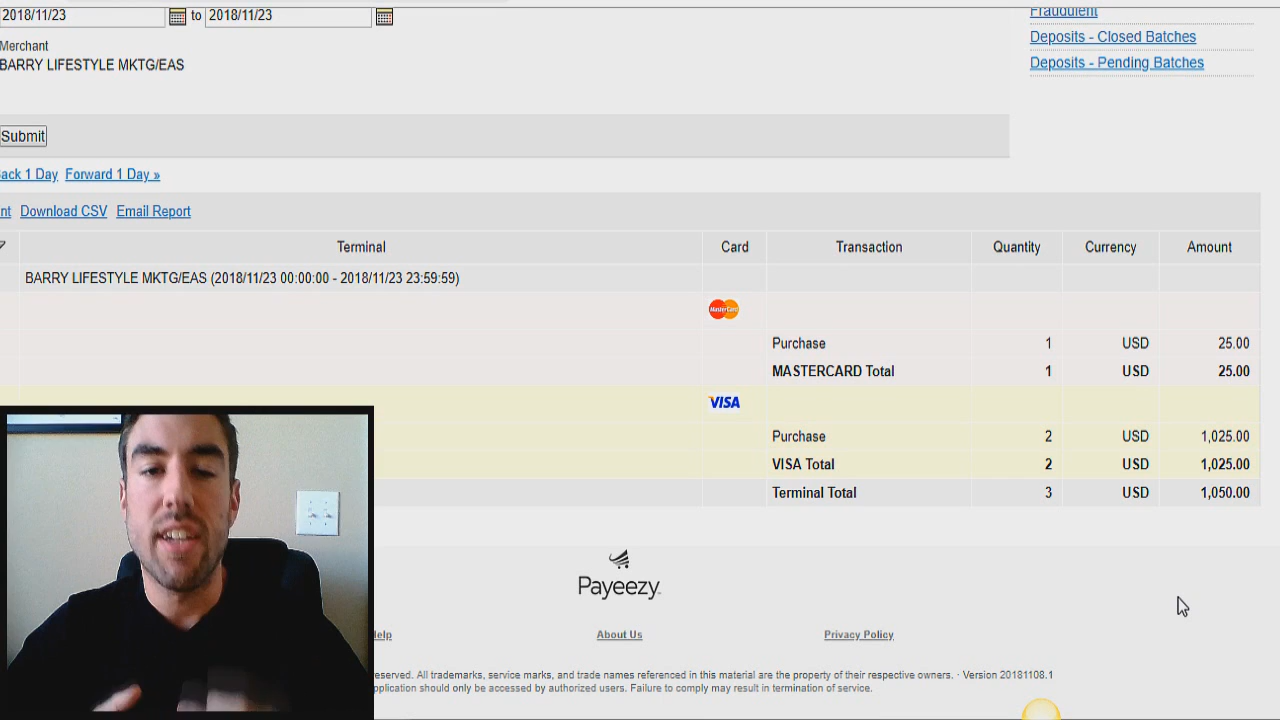 2018/11/23 to 2018/11/23
Fraudulent
Deposits - Closed Batches
Merchant
Deposits - Pending Batches
BARRY LIFESTYLE MKTG/EAS
Submit
ack 1 Day Forward 1 Day »
nt Download CSV Email Report
Terminal Card Transaction Quantity Currency Amount
BARRY LIFESTYLE MKTG/EAS (2018/11/23 00:00:00 - 2018/11/23 23:59:59)
MasterCard
Purchase 1 USD 25.00
MASTERCARD Total 1 USD 25.00
VISA
Purchase 2 USD 1,025.00
VISA Total 2 USD 1,025.00
Terminal Total 3 USD 1,050.00
Payeezy
elp About Us Privacy Policy
eserved. All trademarks, service marks, and trade names referenced in this material are the property of their respective owners. · Version 20181108.1
pplication should only be accessed by authorized users. Failure to comply may result in termination of service.